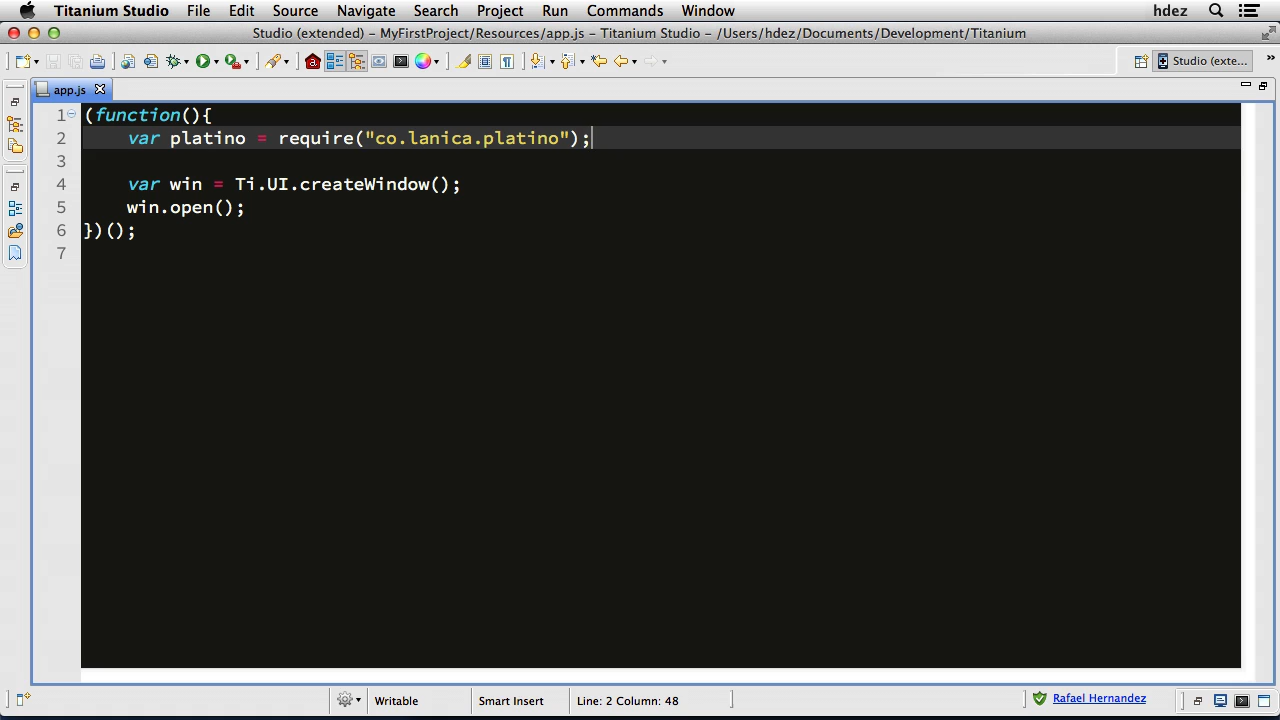 Titanium Studio File Edit Source Navigate Search Project Run Commands Window hdez
Studio (extended) – MyFirstProject/Resources/app.js – Titanium Studio – /Users/hdez/Documents/Development/Titanium
Studio (exte...
app.js
1 (function(){
2 var platino = require("co.lanica.platino");
3
4 var win = Ti.UI.createWindow();
5 win.open();
6 })();
7
Writable Smart Insert Line: 2 Column: 48 Rafael Hernandez